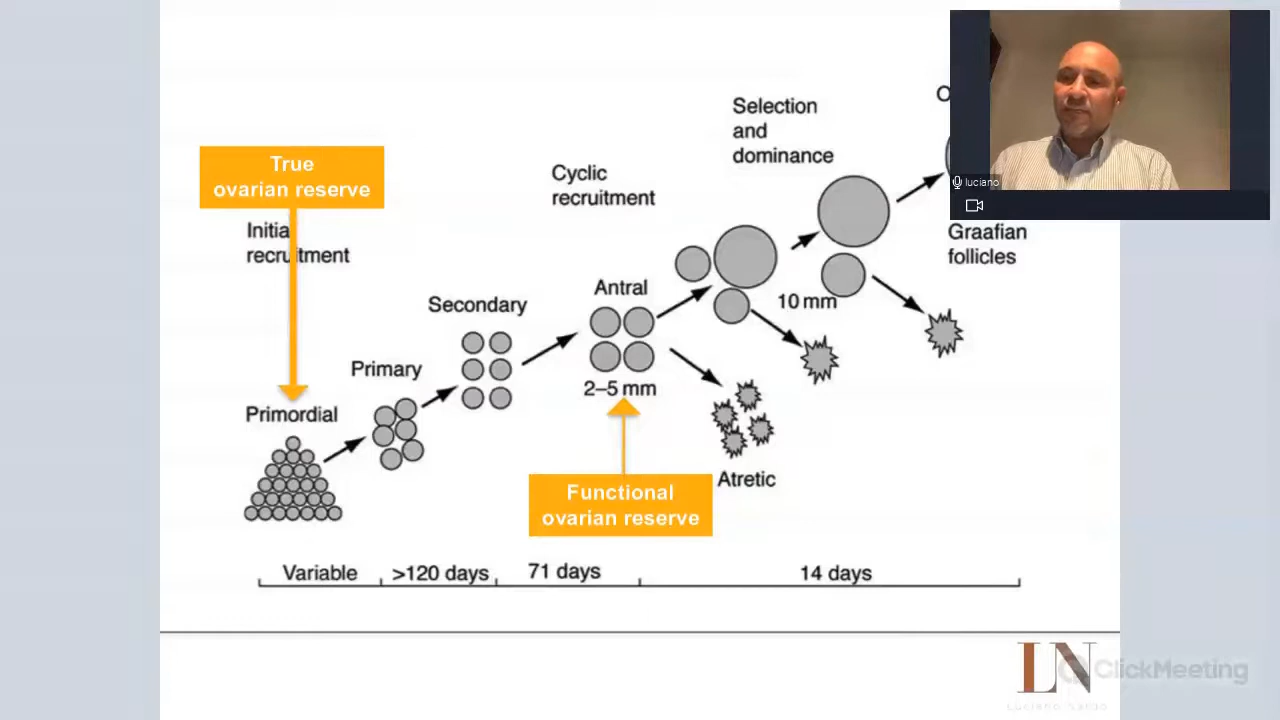 True
ovarian reserve
Initial
recruitment
Primordial
Primary
Secondary
Cyclic
recruitment
Antral
2–5 mm
Functional
ovarian reserve
Atretic
Selection
and
dominance
10 mm
O
luciano
Graafian
follicles
Variable
>120 days
71 days
14 days
LN
ClickMeeting